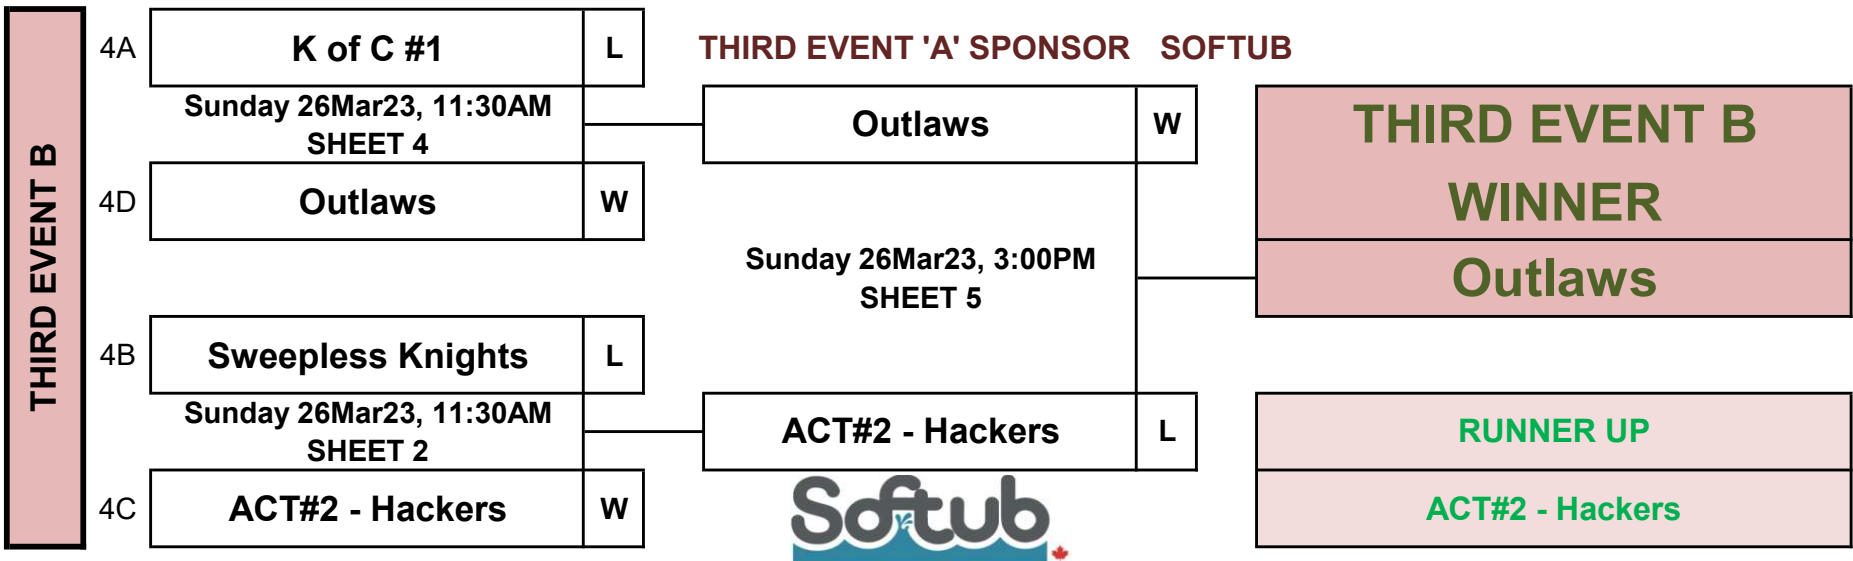 THIRD EVENT B
4A
K of C #1
L
THIRD EVENT 'A' SPONSOR SOFTUB
Sunday 26Mar23, 11:30AM
SHEET 4
Outlaws
W
THIRD EVENT B
WINNER
4D
Outlaws
W
Sunday 26Mar23, 3:00PM
SHEET 5
Outlaws
4B
Sweepless Knights
L
Sunday 26Mar23, 11:30AM
SHEET 2
ACT#2 - Hackers
L
RUNNER UP
4C
ACT#2 - Hackers
W
Softub
ACT#2 - Hackers